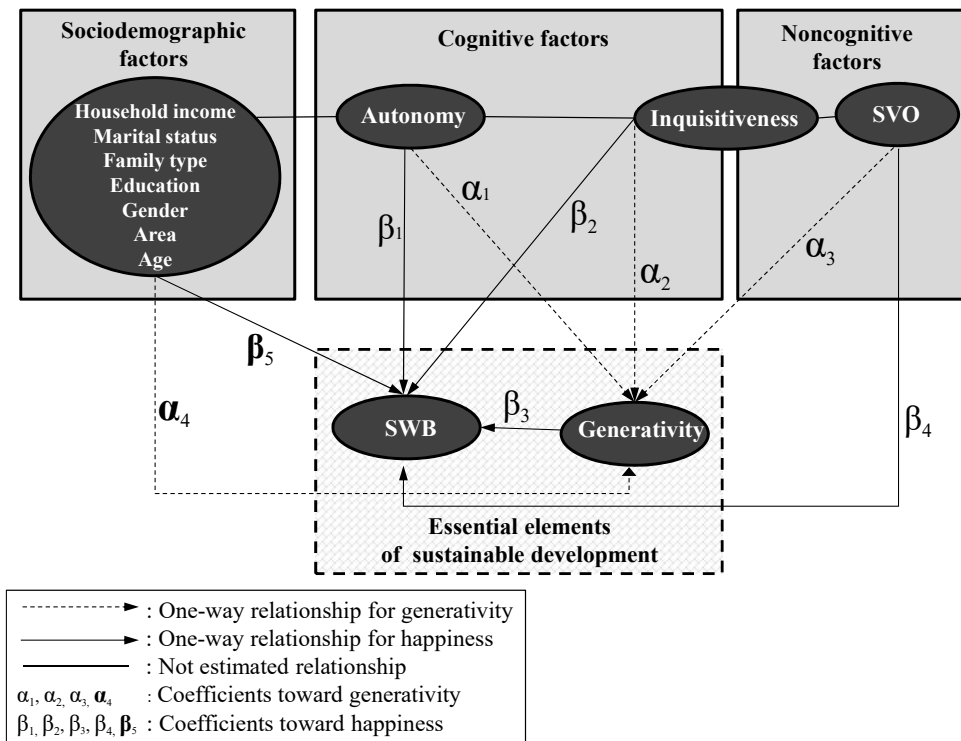 Sociodemographic
factors
Cognitive factors
Noncognitive
factors
Household income
Marital status
Family type
Education
Gender
Area
Age
Autonomy
Inquisitiveness
SVO
α₁
β₁
β₂
α₂
α₃
β₅
α₄
β₃
β₄
SWB
Generativity
Essential elements
of sustainable development
: One-way relationship for generativity
: One-way relationship for happiness
: Not estimated relationship
α₁, α₂, α₃, α₄ : Coefficients toward generativity
β₁, β₂, β₃, β₄, β₅ : Coefficients toward happiness